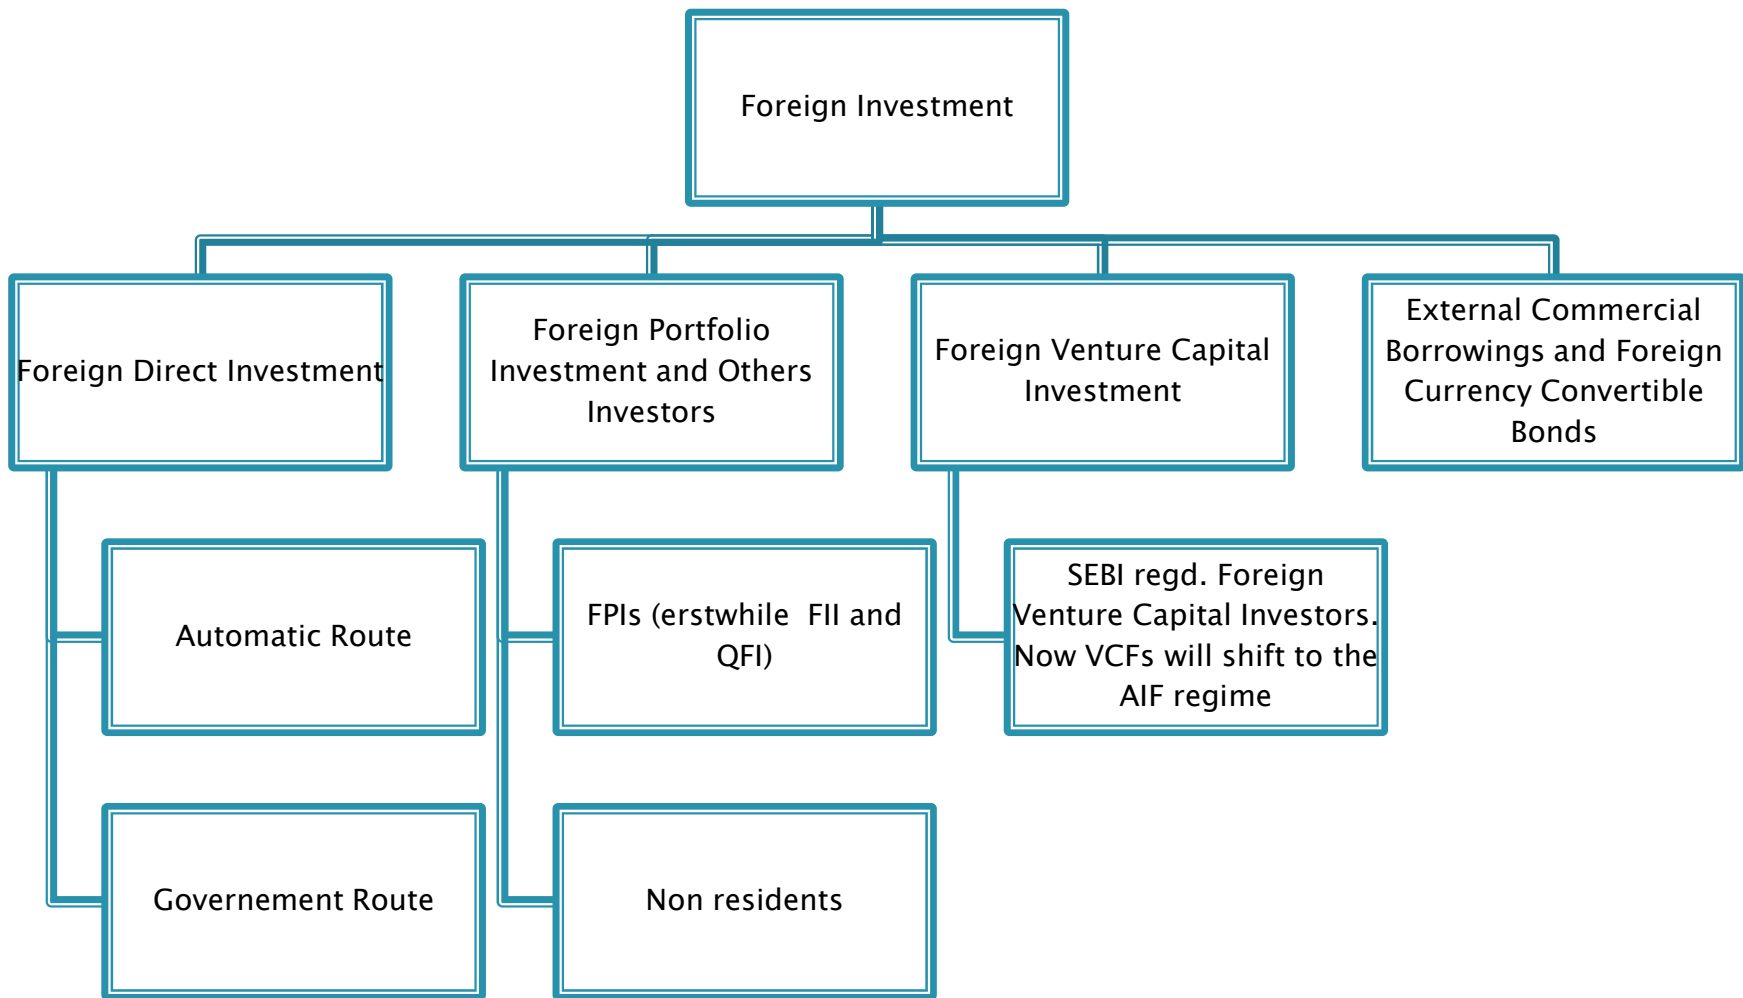 Foreign Investment
Foreign Direct Investment
Foreign Portfolio
Investment and Others
Investors
Foreign Venture Capital
Investment
External Commercial
Borrowings and Foreign
Currency Convertible
Bonds
Automatic Route
FPIs (erstwhile  FII and
QFI)
SEBI regd. Foreign
Venture Capital Investors.
Now VCFs will shift to the
AIF regime
Governement Route
Non residents